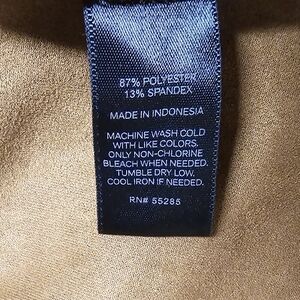 87% POLYESTER
13% SPANDEX
MADE IN INDONESIA
MACHINE WASH COLD
WITH LIKE COLORS.
ONLY NON-CHLORINE
BLEACH WHEN NEEDED.
TUMBLE DRY LOW.
COOL IRON IF NEEDED.
RN# 55285